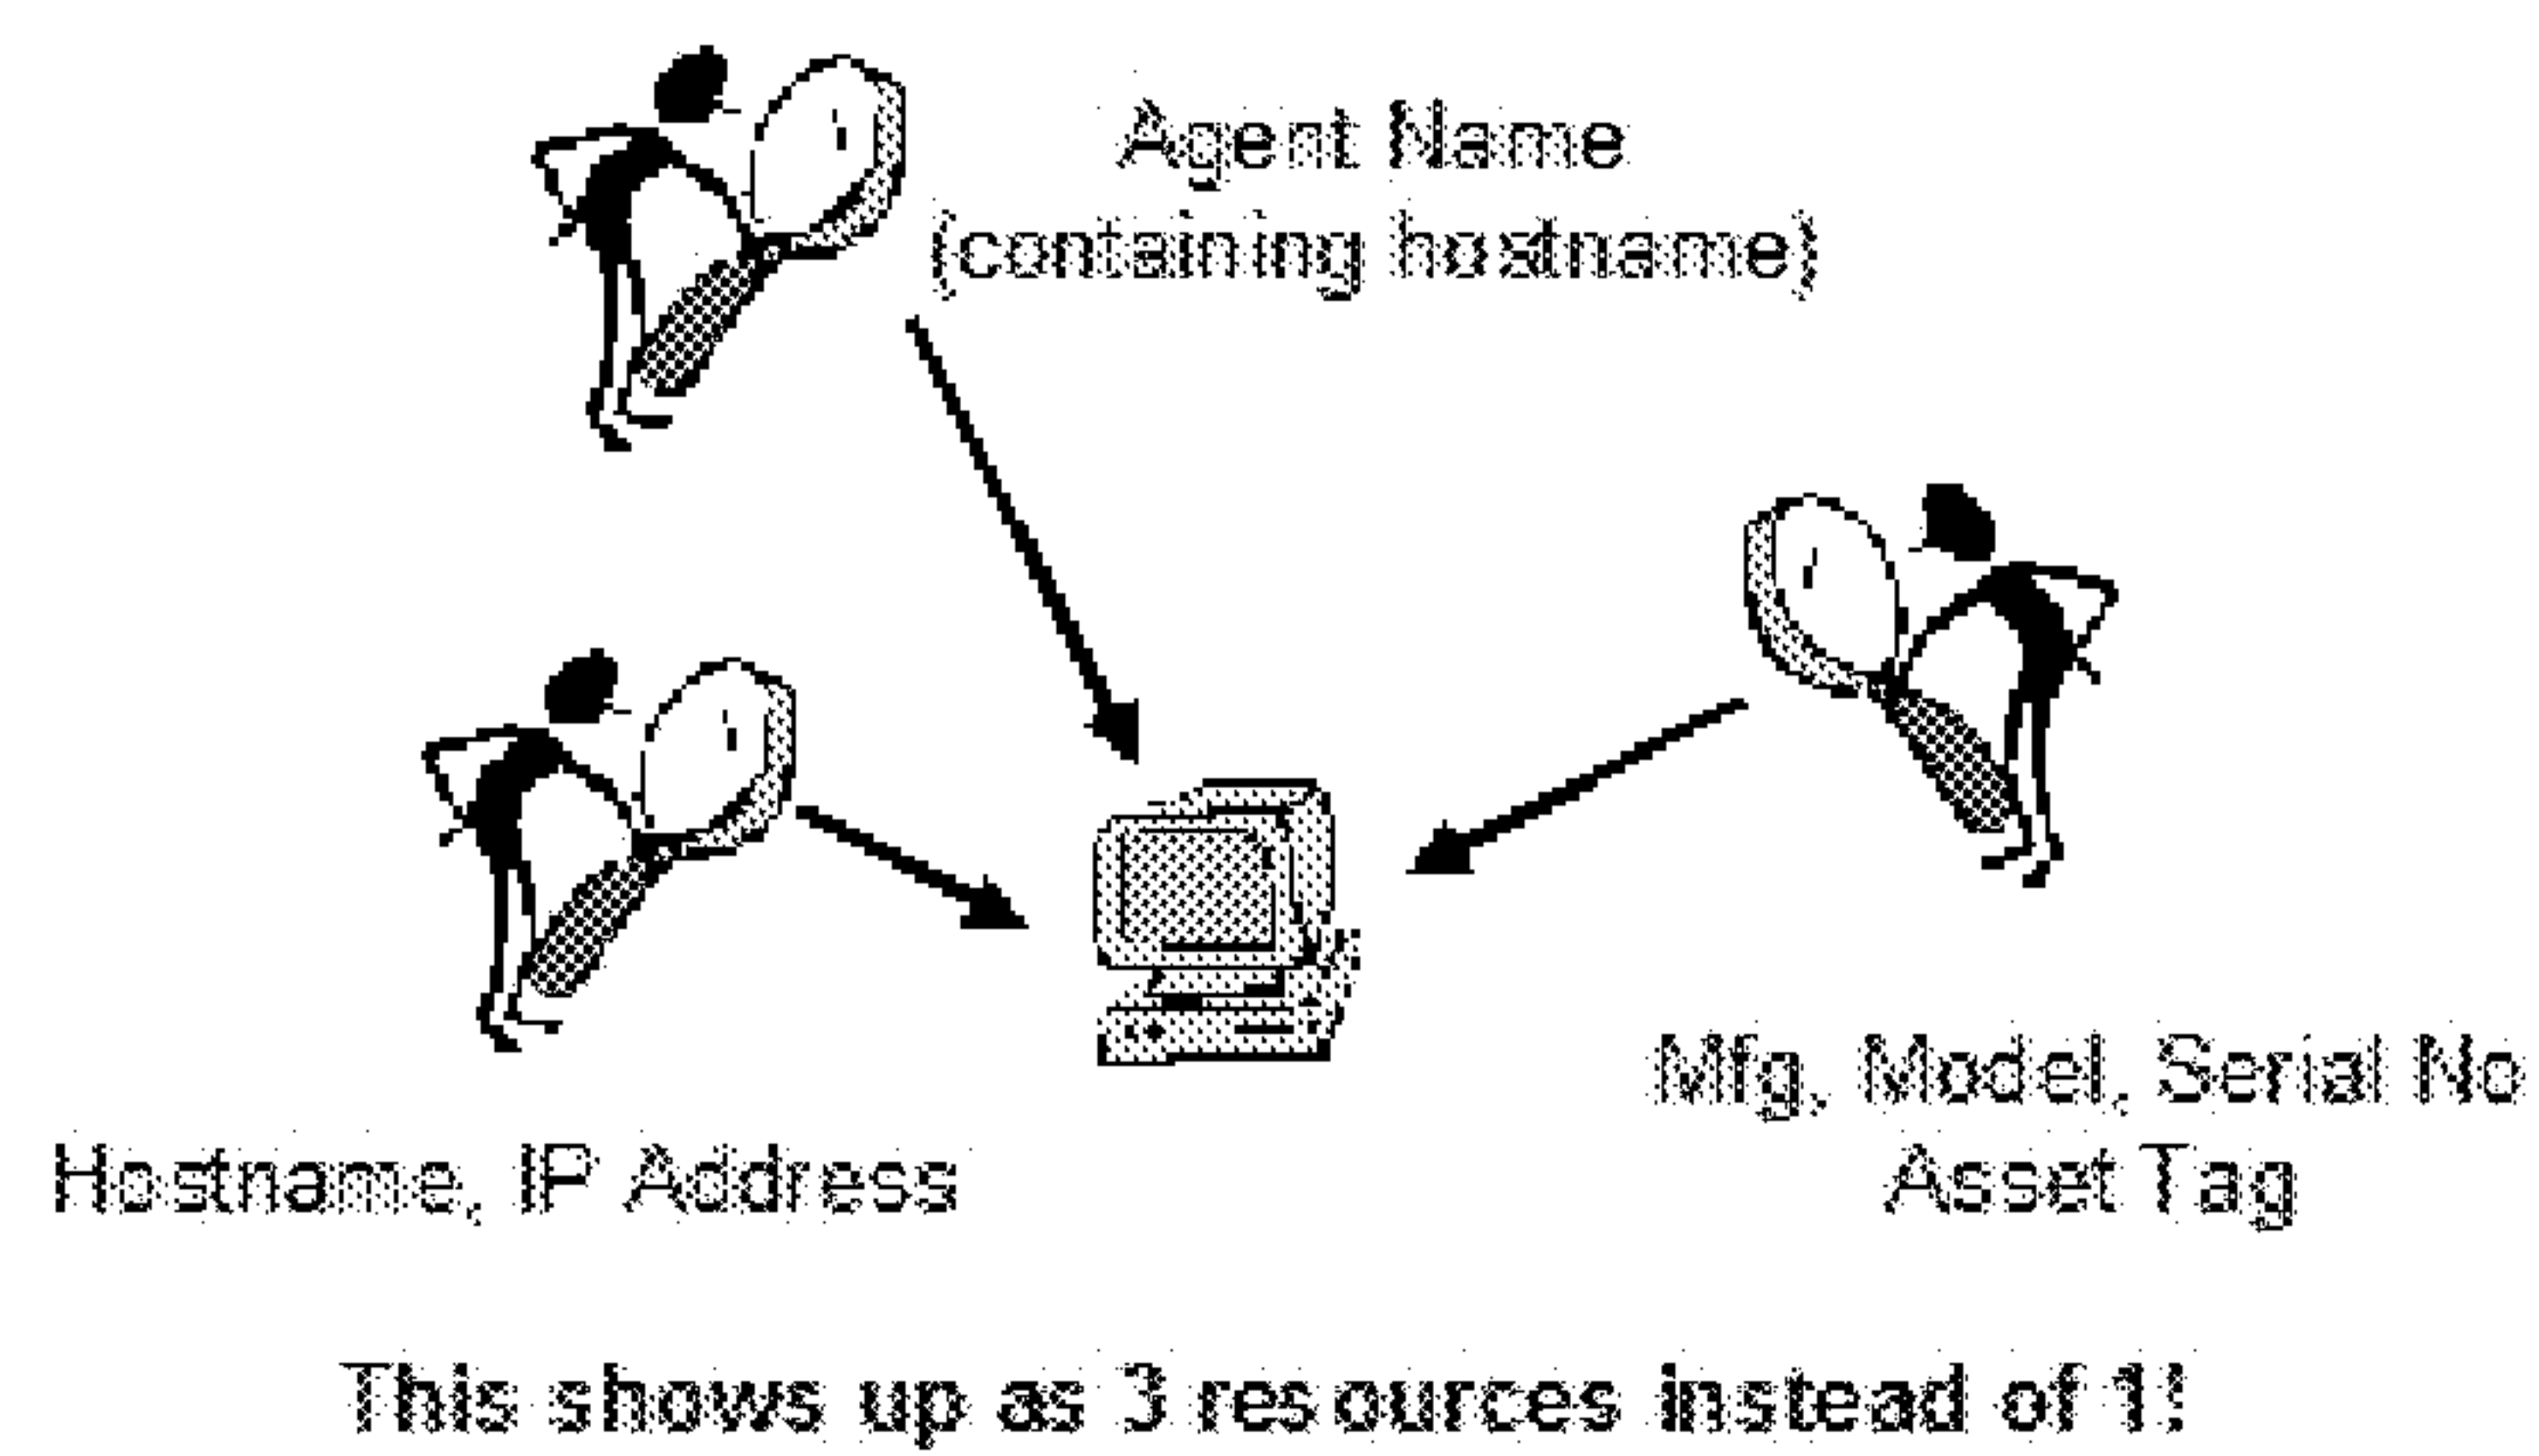 Agent Name
(containing hostname)
Mfg, Model, Serial No
Asset Tag
Hostname, IP Address
This shows up as 3 resources instead of 1!